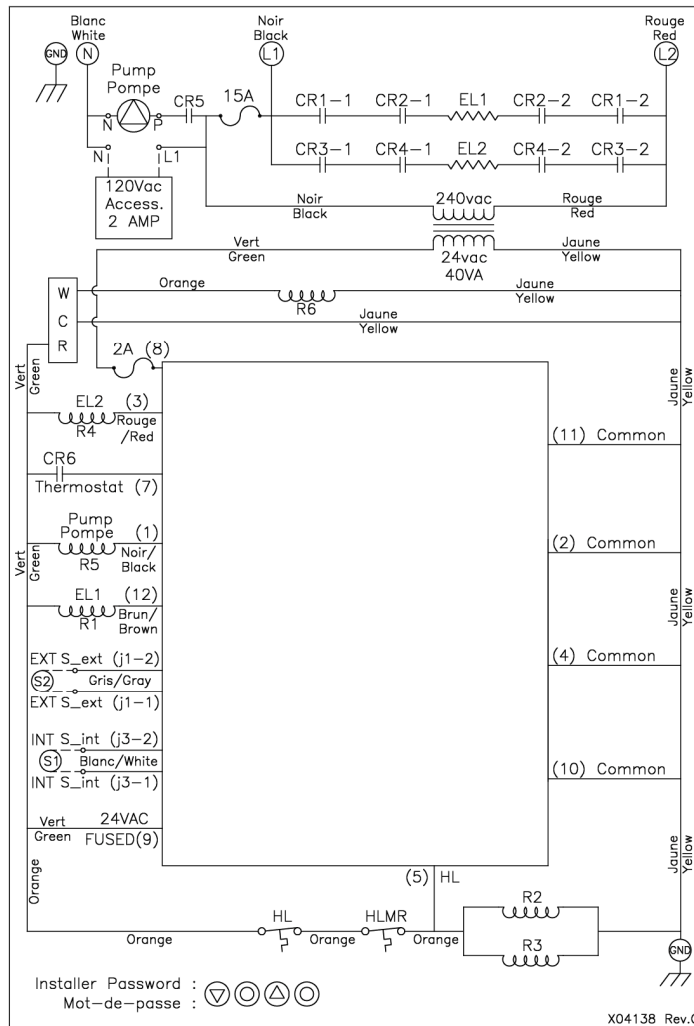 Blanc
White
Noir
Black
Rouge
Red
GND
N
L1
L2
Pump
Pompe
CR5
15A
CR1-1
CR2-1
EL1
CR2-2
CR1-2
N
P
CR3-1
CR4-1
EL2
CR4-2
CR3-2
N
L1
120Vac
Access.
2 AMP
Noir
Black
240vac
Rouge
Red
Vert
Green
24vac
40VA
Jaune
Yellow
W
C
R
Orange
R6
Jaune
Yellow
Jaune
Yellow
Vert
Green
2A (8)
Jaune
Yellow
EL2 (3)
R4
Rouge
/Red
(11) Common
CR6
Thermostat (7)
Pump
Pompe (1)
R5
Noir/
Black
Vert
Green
(2) Common
EL1 (12)
R1
Brun/
Brown
Jaune
Yellow
EXT S_ext (j1-2)
S2
Gris/Gray
EXT S_ext (j1-1)
(4) Common
INT S_int (j3-2)
S1
Blanc/White
INT S_int (j3-1)
(10) Common
Vert
Green
24VAC
FUSED(9)
Jaune
Yellow
Orange
(5) HL
HL
HLMR
R2
R3
Orange
Orange
Orange
GND
Installer Password :
Mot-de-passe :
X04138 Rev.